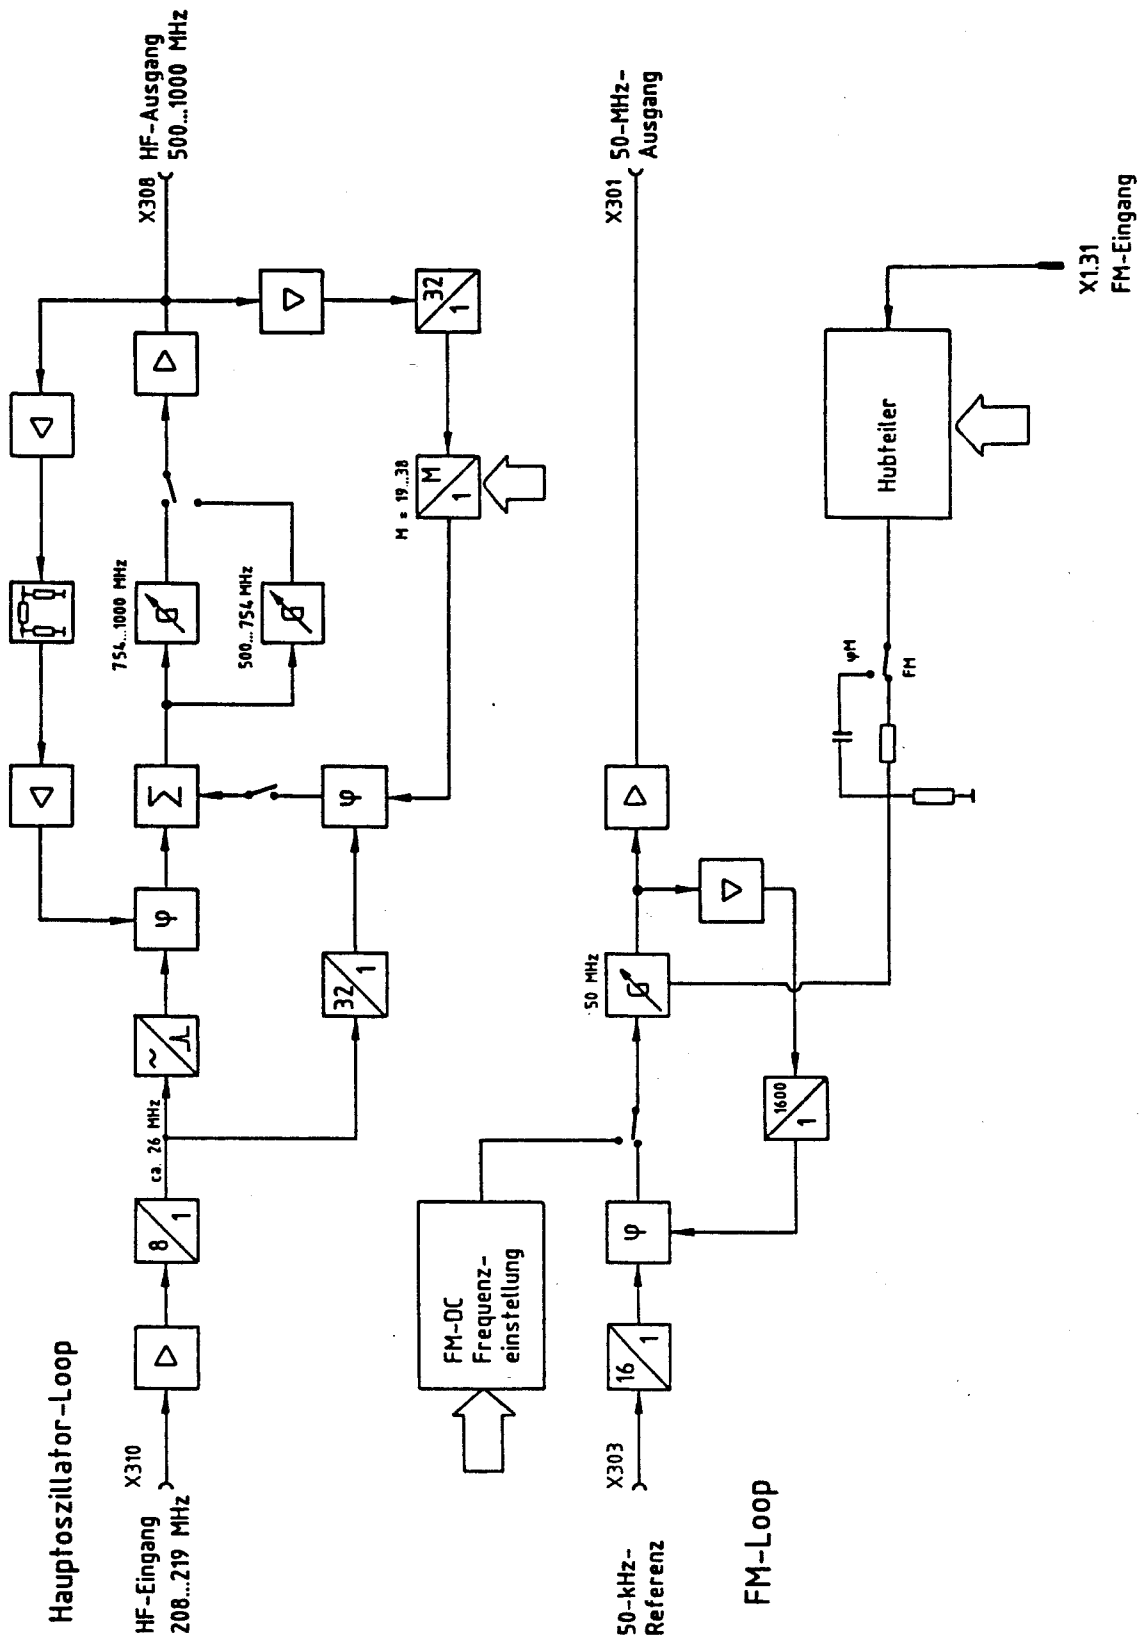 Hauptoszillator-Loop
HF-Eingang
208...219 MHz
X310
8
1
ca. 26 MHz
~
φ
Σ
754...1000 MHz
500...754 MHz
X308
HF-Ausgang
500...1000 MHz
32
1
φ
32
1
M = 19...38
M
1
FM-DC
Frequenz-
einstellung
FM-Loop
50-kHz-
Referenz
X303
16
1
φ
50 MHz
1600
1
X301
50-MHz-
Ausgang
φM
FM
Hubteiler
X1.31
FM-Eingang